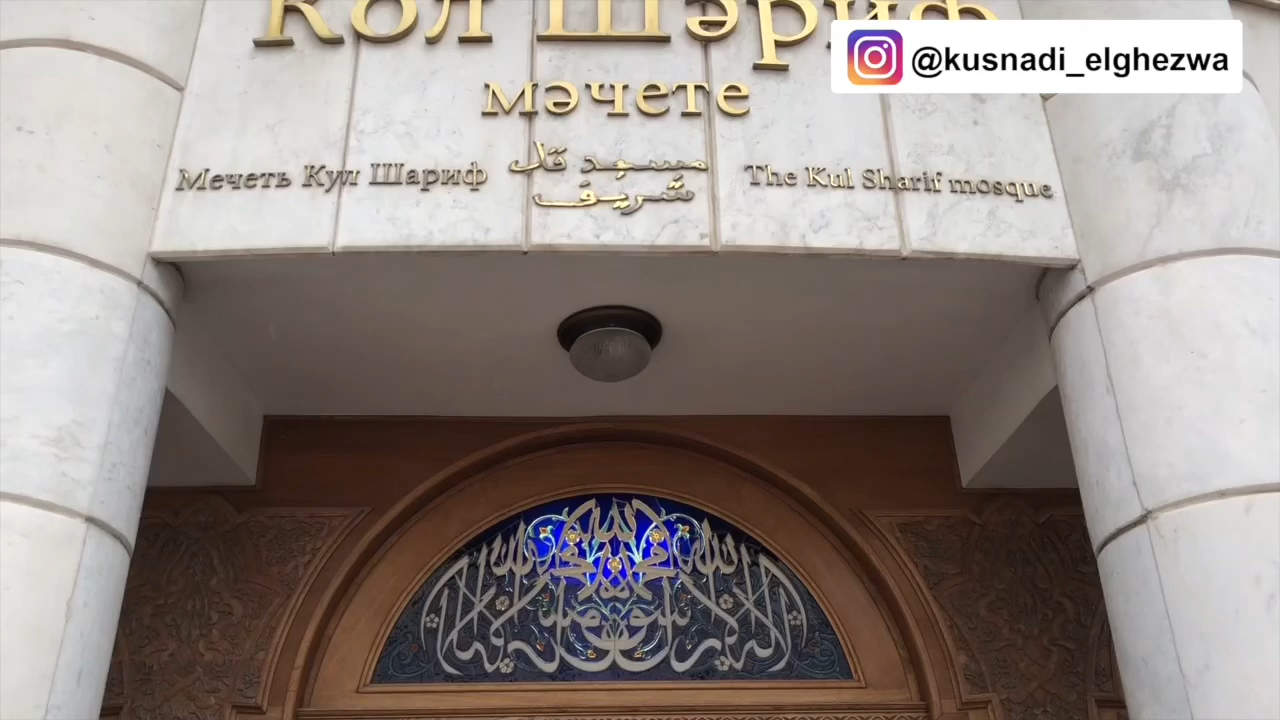 Кол Шәриф
@kusnadi_elghezwa
мәчете
Мечеть Кул Шариф
مسجد قل
شريف
The Kul Sharif mosque